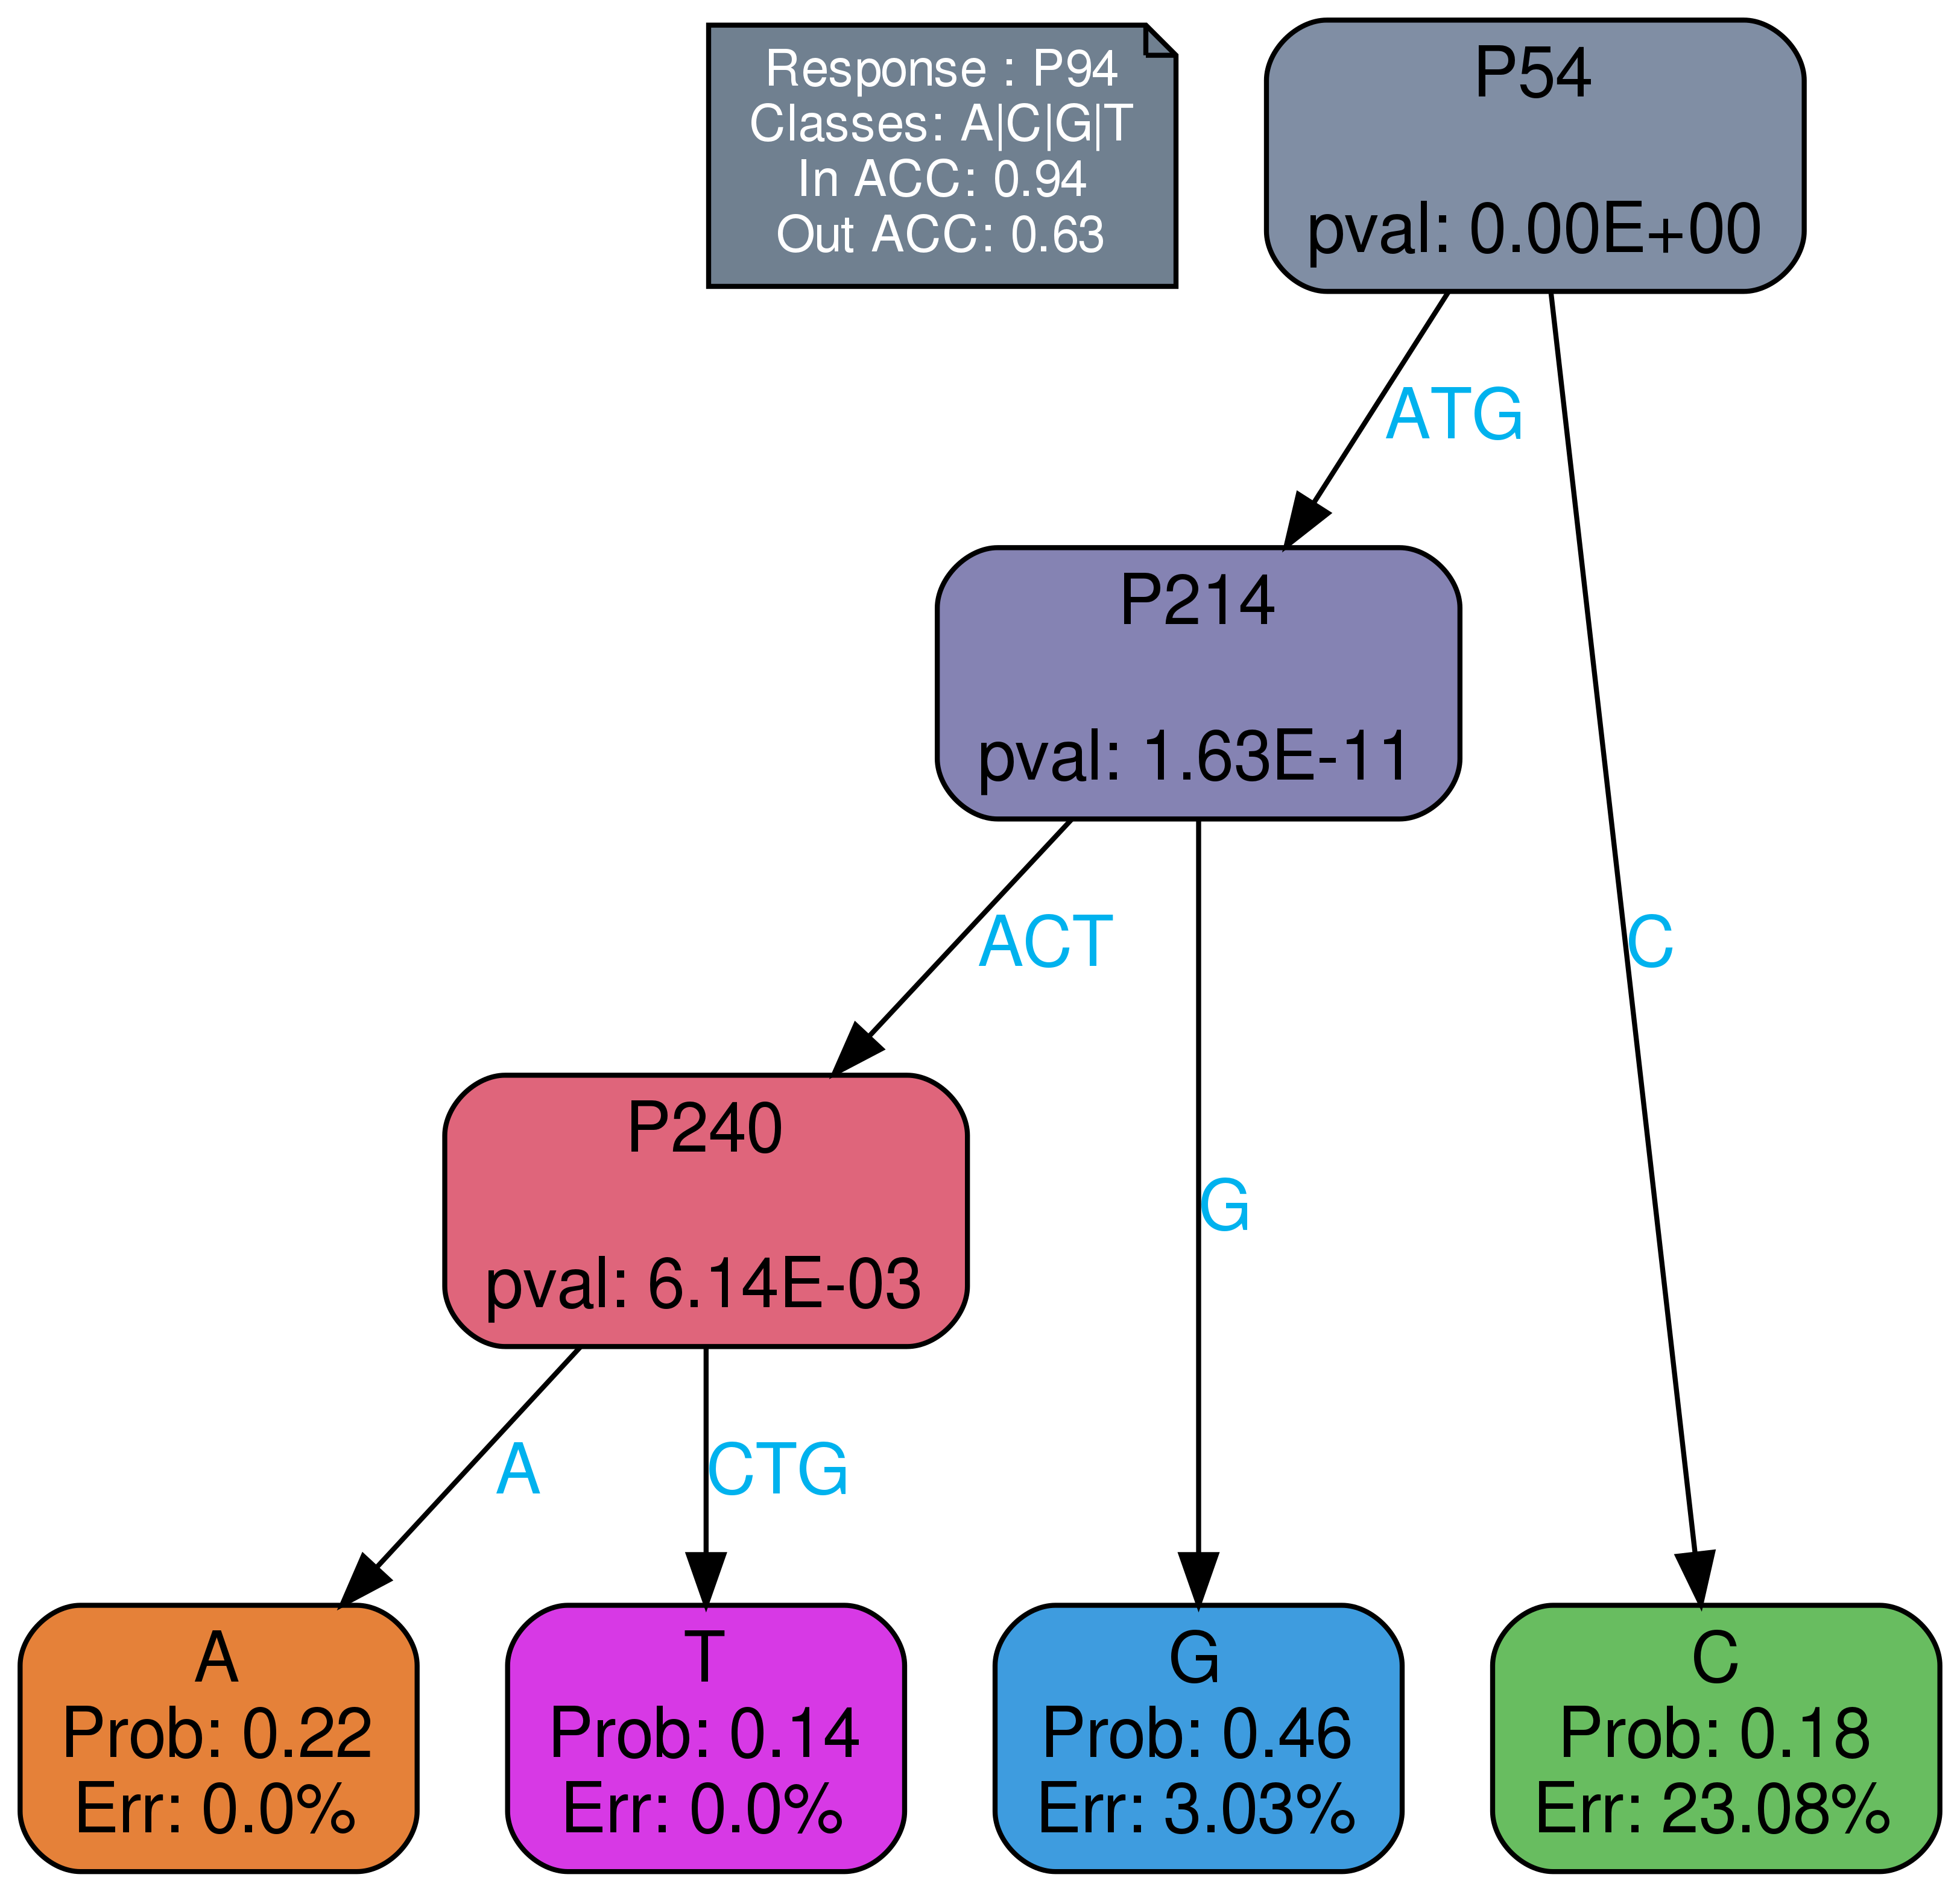 Response : P94
Classes: A|C|G|T
In ACC: 0.94
Out ACC: 0.63
P54
pval: 0.00E+00
ATG
P214
pval: 1.63E-11
ACT
C
P240
pval: 6.14E-03
G
A
CTG
A
Prob: 0.22
Err: 0.0%
T
Prob: 0.14
Err: 0.0%
G
Prob: 0.46
Err: 3.03%
C
Prob: 0.18
Err: 23.08%